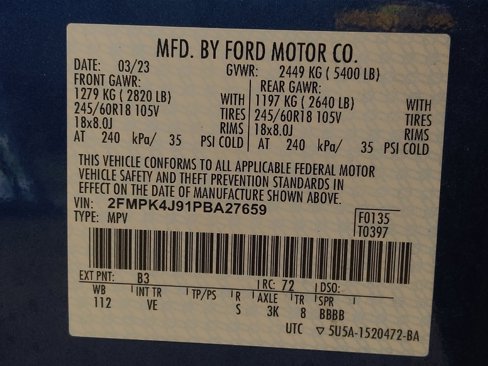 MFD. BY FORD MOTOR CO.
DATE: 03/23 GVWR: 2449 KG (5400 LB)
FRONT GAWR: REAR GAWR:
1279 KG (2820 LB) WITH 1197 KG (2640 LB) WITH
245/60R18 105V TIRES 245/60R18 105V TIRES
18x8.0J RIMS 18x8.0J RIMS
AT 240 kPa/ 35 PSI COLD AT 240 kPa/ 35 PSI COLD
THIS VEHICLE CONFORMS TO ALL APPLICABLE FEDERAL MOTOR
VEHICLE SAFETY AND THEFT PREVENTION STANDARDS IN
EFFECT ON THE DATE OF MANUFACTURE SHOWN ABOVE.
VIN: 2FMPK4J91PBA27659 F0135
TYPE: MPV T0397
EXT PNT: B3 RC: 72 DSO:
WB INT TR TP/PS R AXLE TR SPR
112 VE S 3K 8 BBBB
UTC ▽ 5U5A-1520472-BA